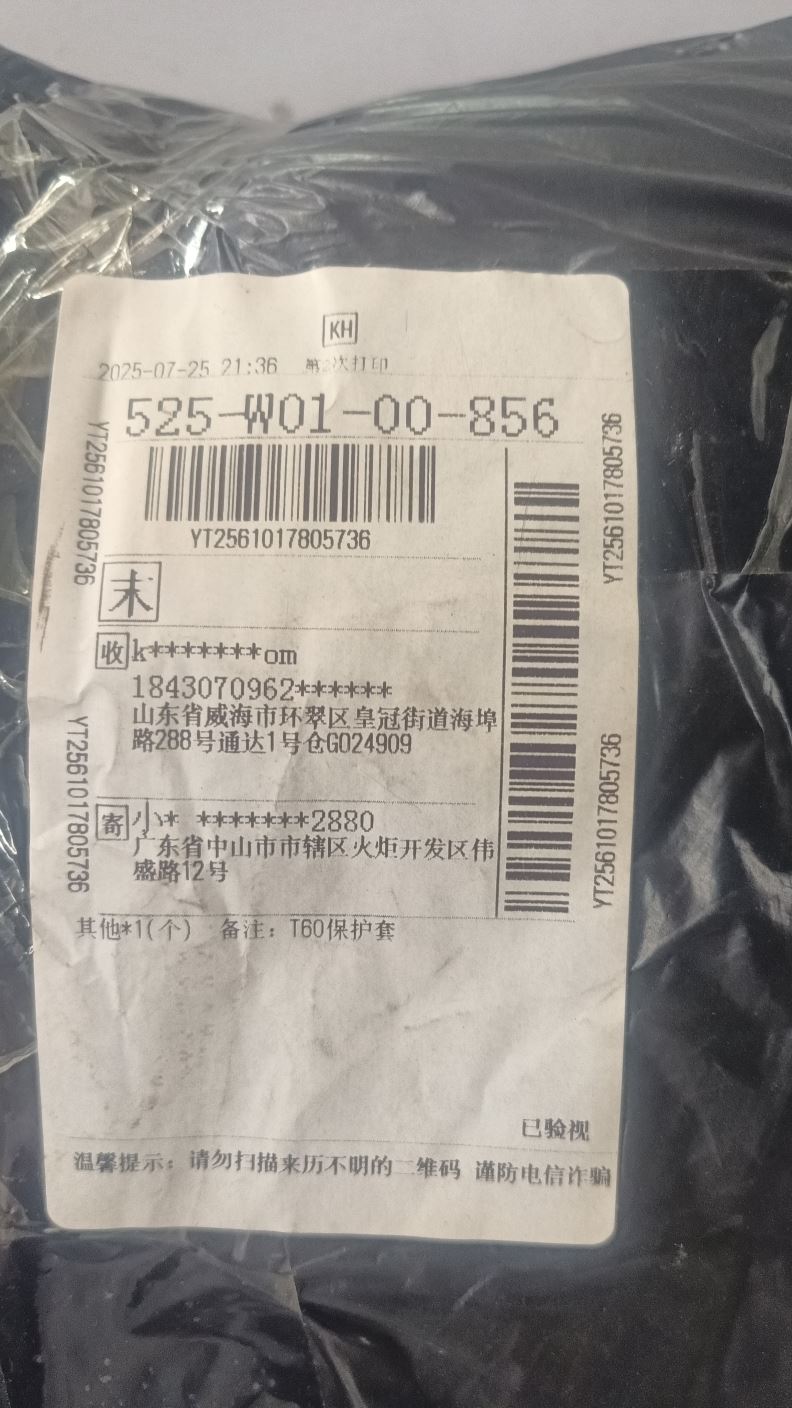 KH
2025-07-25 21:36 第2次打印
525-W01-00-856
YT2561017805736
末
收 k*******om
1843070962******
山东省威海市环翠区皇冠街道海埠
路288号通达1号仓G024909
寄 小* *******2880
广东省中山市市辖区火炬开发区伟
盛路12号
其他*1(个) 备注：T60保护套
已验视
温馨提示：请勿扫描来历不明的二维码 谨防电信诈骗
YT2561017805736
YT2561017805736
YT2561017805736
YT2561017805736